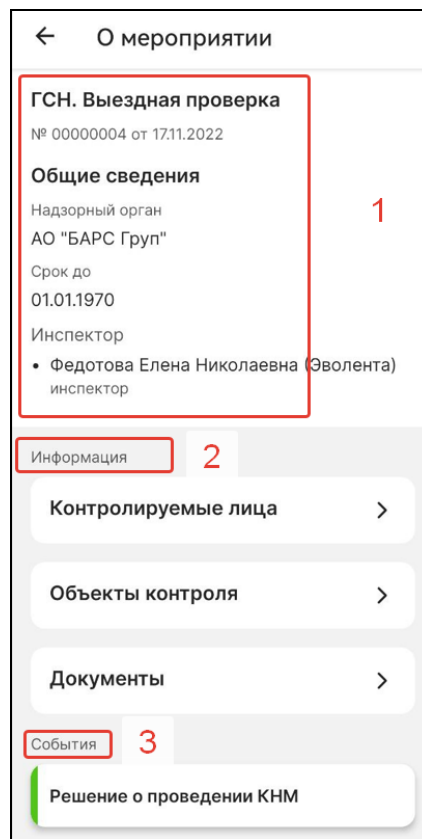 О мероприятии
ГСН. Выездная проверка
№ 00000004 от 17.11.2022
Общие сведения
Надзорный орган
1
АО "БАРС Груп"
Срок до
01.01.1970
Инспектор
• Федотова Елена Николаевна (Эволента)
инспектор
Информация
2
Контролируемые лица
Объекты контроля
Документы
События
3
Решение о проведении КНМ